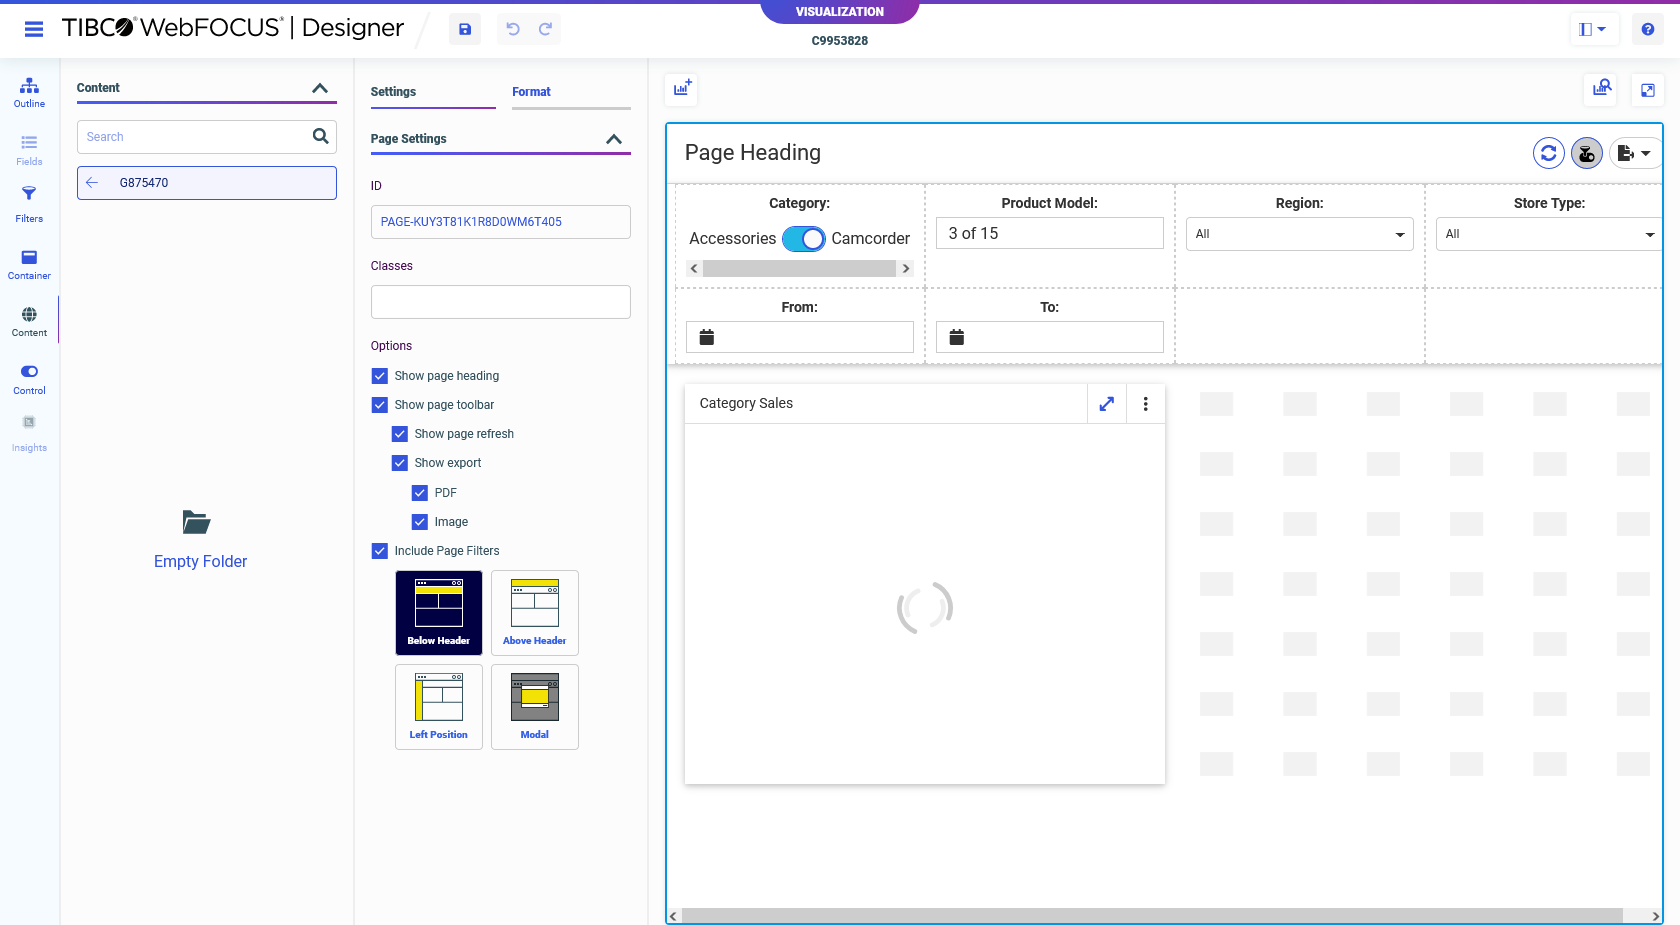 VISUALIZATION
TIBCO® WebFOCUS® | Designer
C9953828
Outline
Fields
Filters
Container
Content
Control
Insights
Content
Search
G875470
Empty Folder
Settings
Format
Page Settings
ID
PAGE-KUY3T81K1R8D0WM6T405
Classes
Options
Show page heading
Show page toolbar
Show page refresh
Show export
PDF
Image
Include Page Filters
Below Header
Above Header
Left Position
Modal
Page Heading
Category:
Product Model:
Region:
Store Type:
Accessories
Camcorder
3 of 15
All
All
From:
To:
Category Sales